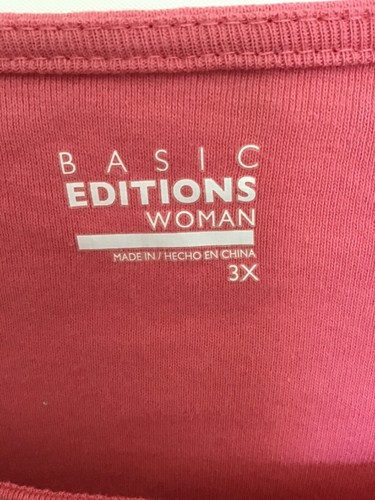 BASIC
EDITIONS
WOMAN
MADE IN / HECHO EN CHINA
3X